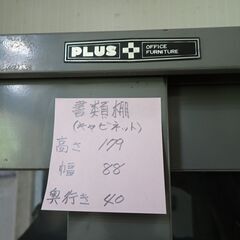 PLUS
OFFICE
FURNITURE
書類棚
(キャビネット)
高さ 179
幅 88
奥行き 40